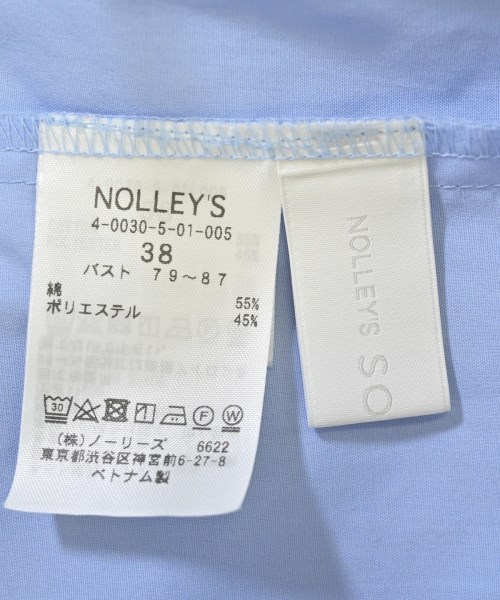 NOLLEY'S
4-0030-5-01-005
38
バスト 79～87
綿 55%
ポリエステル 45%
30 F W
(株)ノーリーズ 6622
東京都渋谷区神宮前6-27-8
ベトナム製
NOLLEY'S SO